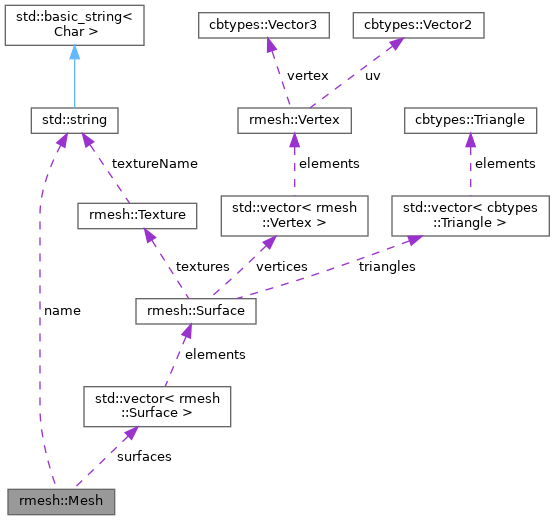 std::basic_string<
Char >
cbtypes::Vector3
cbtypes::Vector2
vertex
uv
std::string
rmesh::Vertex
cbtypes::Triangle
textureName
elements
elements
rmesh::Texture
std::vector< rmesh
::Vertex >
std::vector< cbtypes
::Triangle >
textures
vertices
triangles
name
rmesh::Surface
elements
std::vector< rmesh
::Surface >
surfaces
rmesh::Mesh